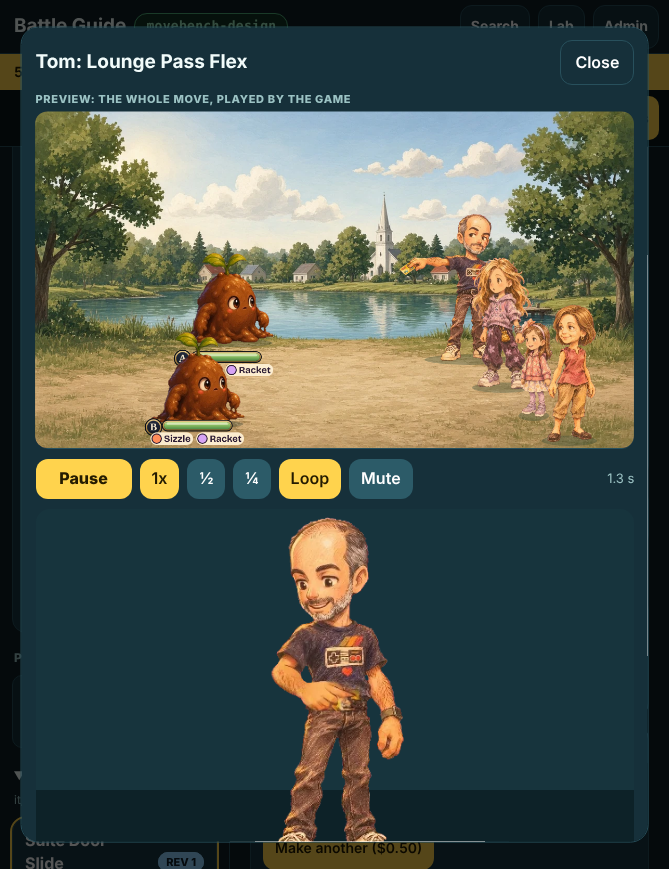 Battle Guide movebench-design Search Lab Admin
Tom: Lounge Pass Flex Close
PREVIEW: THE WHOLE MOVE, PLAYED BY THE GAME
A
Racket
B
Sizzle Racket
Pause 1x ½ ¼ Loop Mute 1.3 s
Suite Door
Slide REV 1
Make another ($0.50)